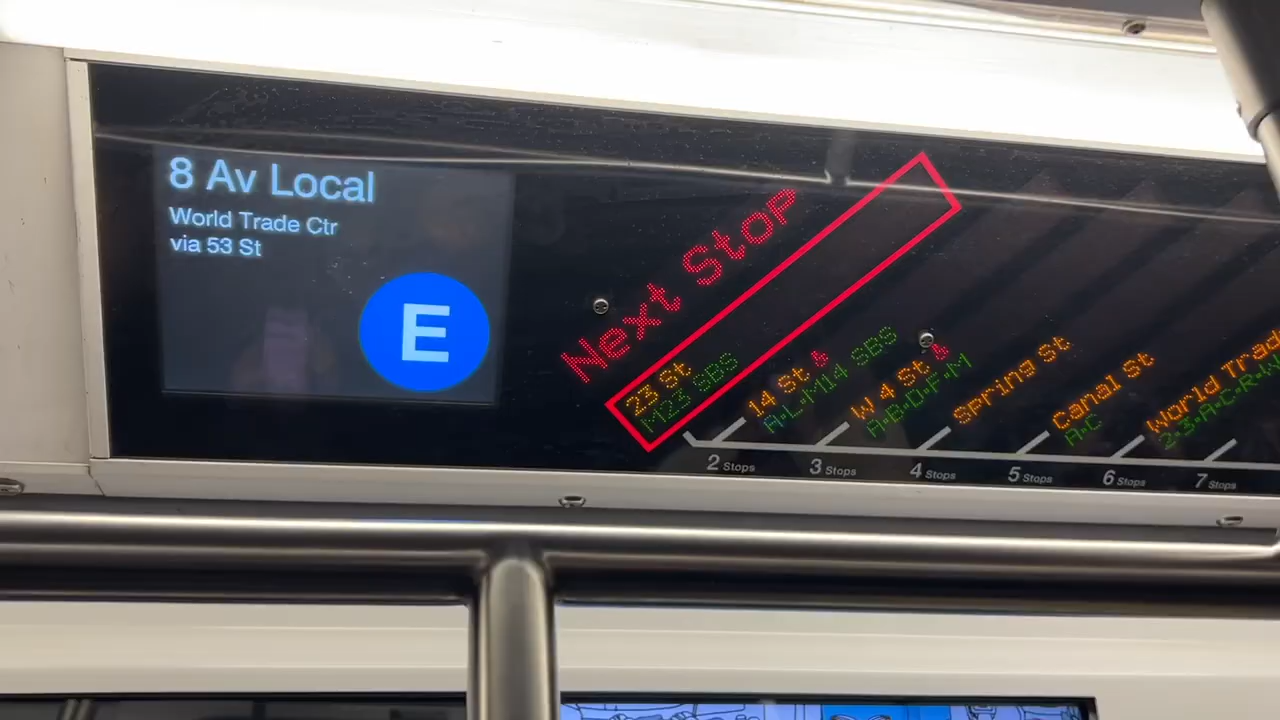 8 Av Local
World Trade Ctr
via 53 St
E
Next Stop
23 St
M23 SBS
14 St
A•L•M14 SBS
W 4 St
A•B•D•F•M
Spring St
Canal St
A•C
World Trad
2•3•A•C•R•W
2 Stops
3 Stops
4 Stops
5 Stops
6 Stops
7 Stops